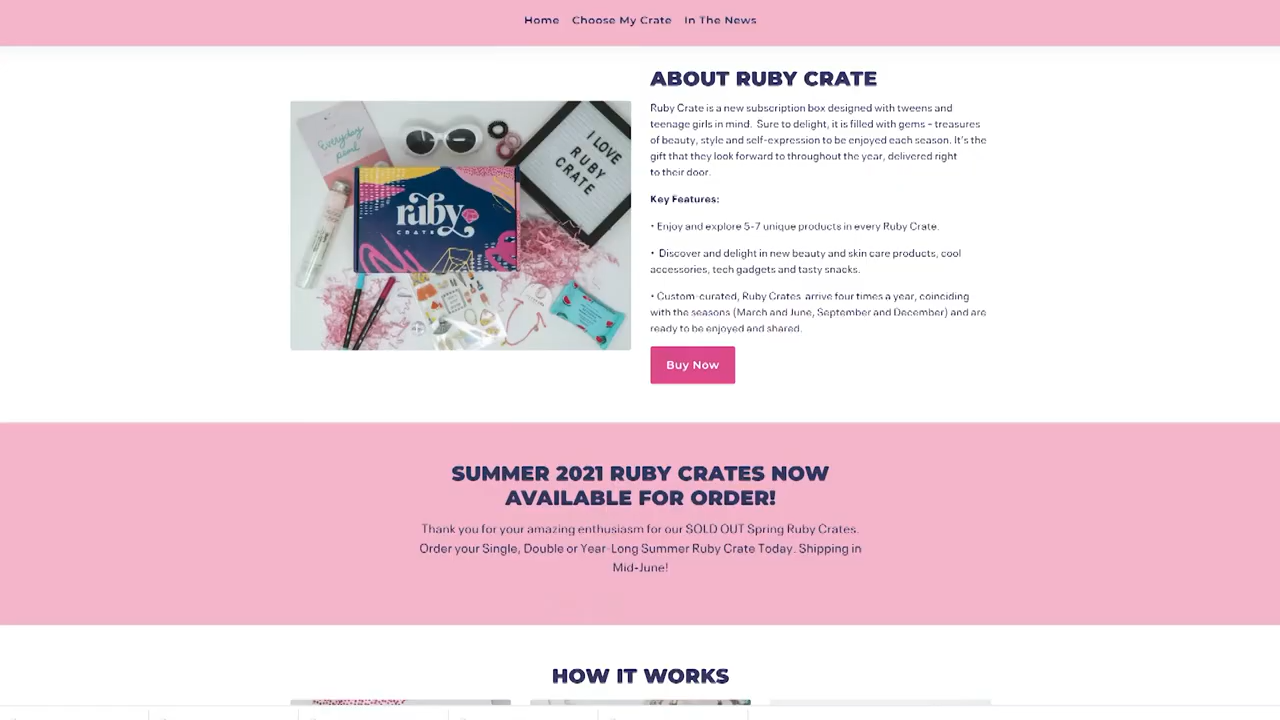 Home Choose My Crate In The News
ABOUT RUBY CRATE
Ruby Crate is a new subscription box designed with tweens and
teenage girls in mind. Sure to delight, it is filled with gems - treasures
of beauty, style and self-expression to be enjoyed each season. It's the
gift that they look forward to throughout the year, delivered right
to their door.
Key Features:
• Enjoy and explore 5-7 unique products in every Ruby Crate.
• Discover and delight in new beauty and skin care products, cool
accessories, tech gadgets and tasty snacks.
• Custom-curated, Ruby Crates arrive four times a year, coinciding
with the seasons (March and June, September and December) and are
ready to be enjoyed and shared.
Buy Now
Everyday
pearl
I LOVE
RUBY
CRATE
ruby
CRATE
SUMMER 2021 RUBY CRATES NOW
AVAILABLE FOR ORDER!
Thank you for your amazing enthusiasm for our SOLD OUT Spring Ruby Crates.
Order your Single, Double or Year-Long Summer Ruby Crate Today. Shipping in
Mid-June!
HOW IT WORKS